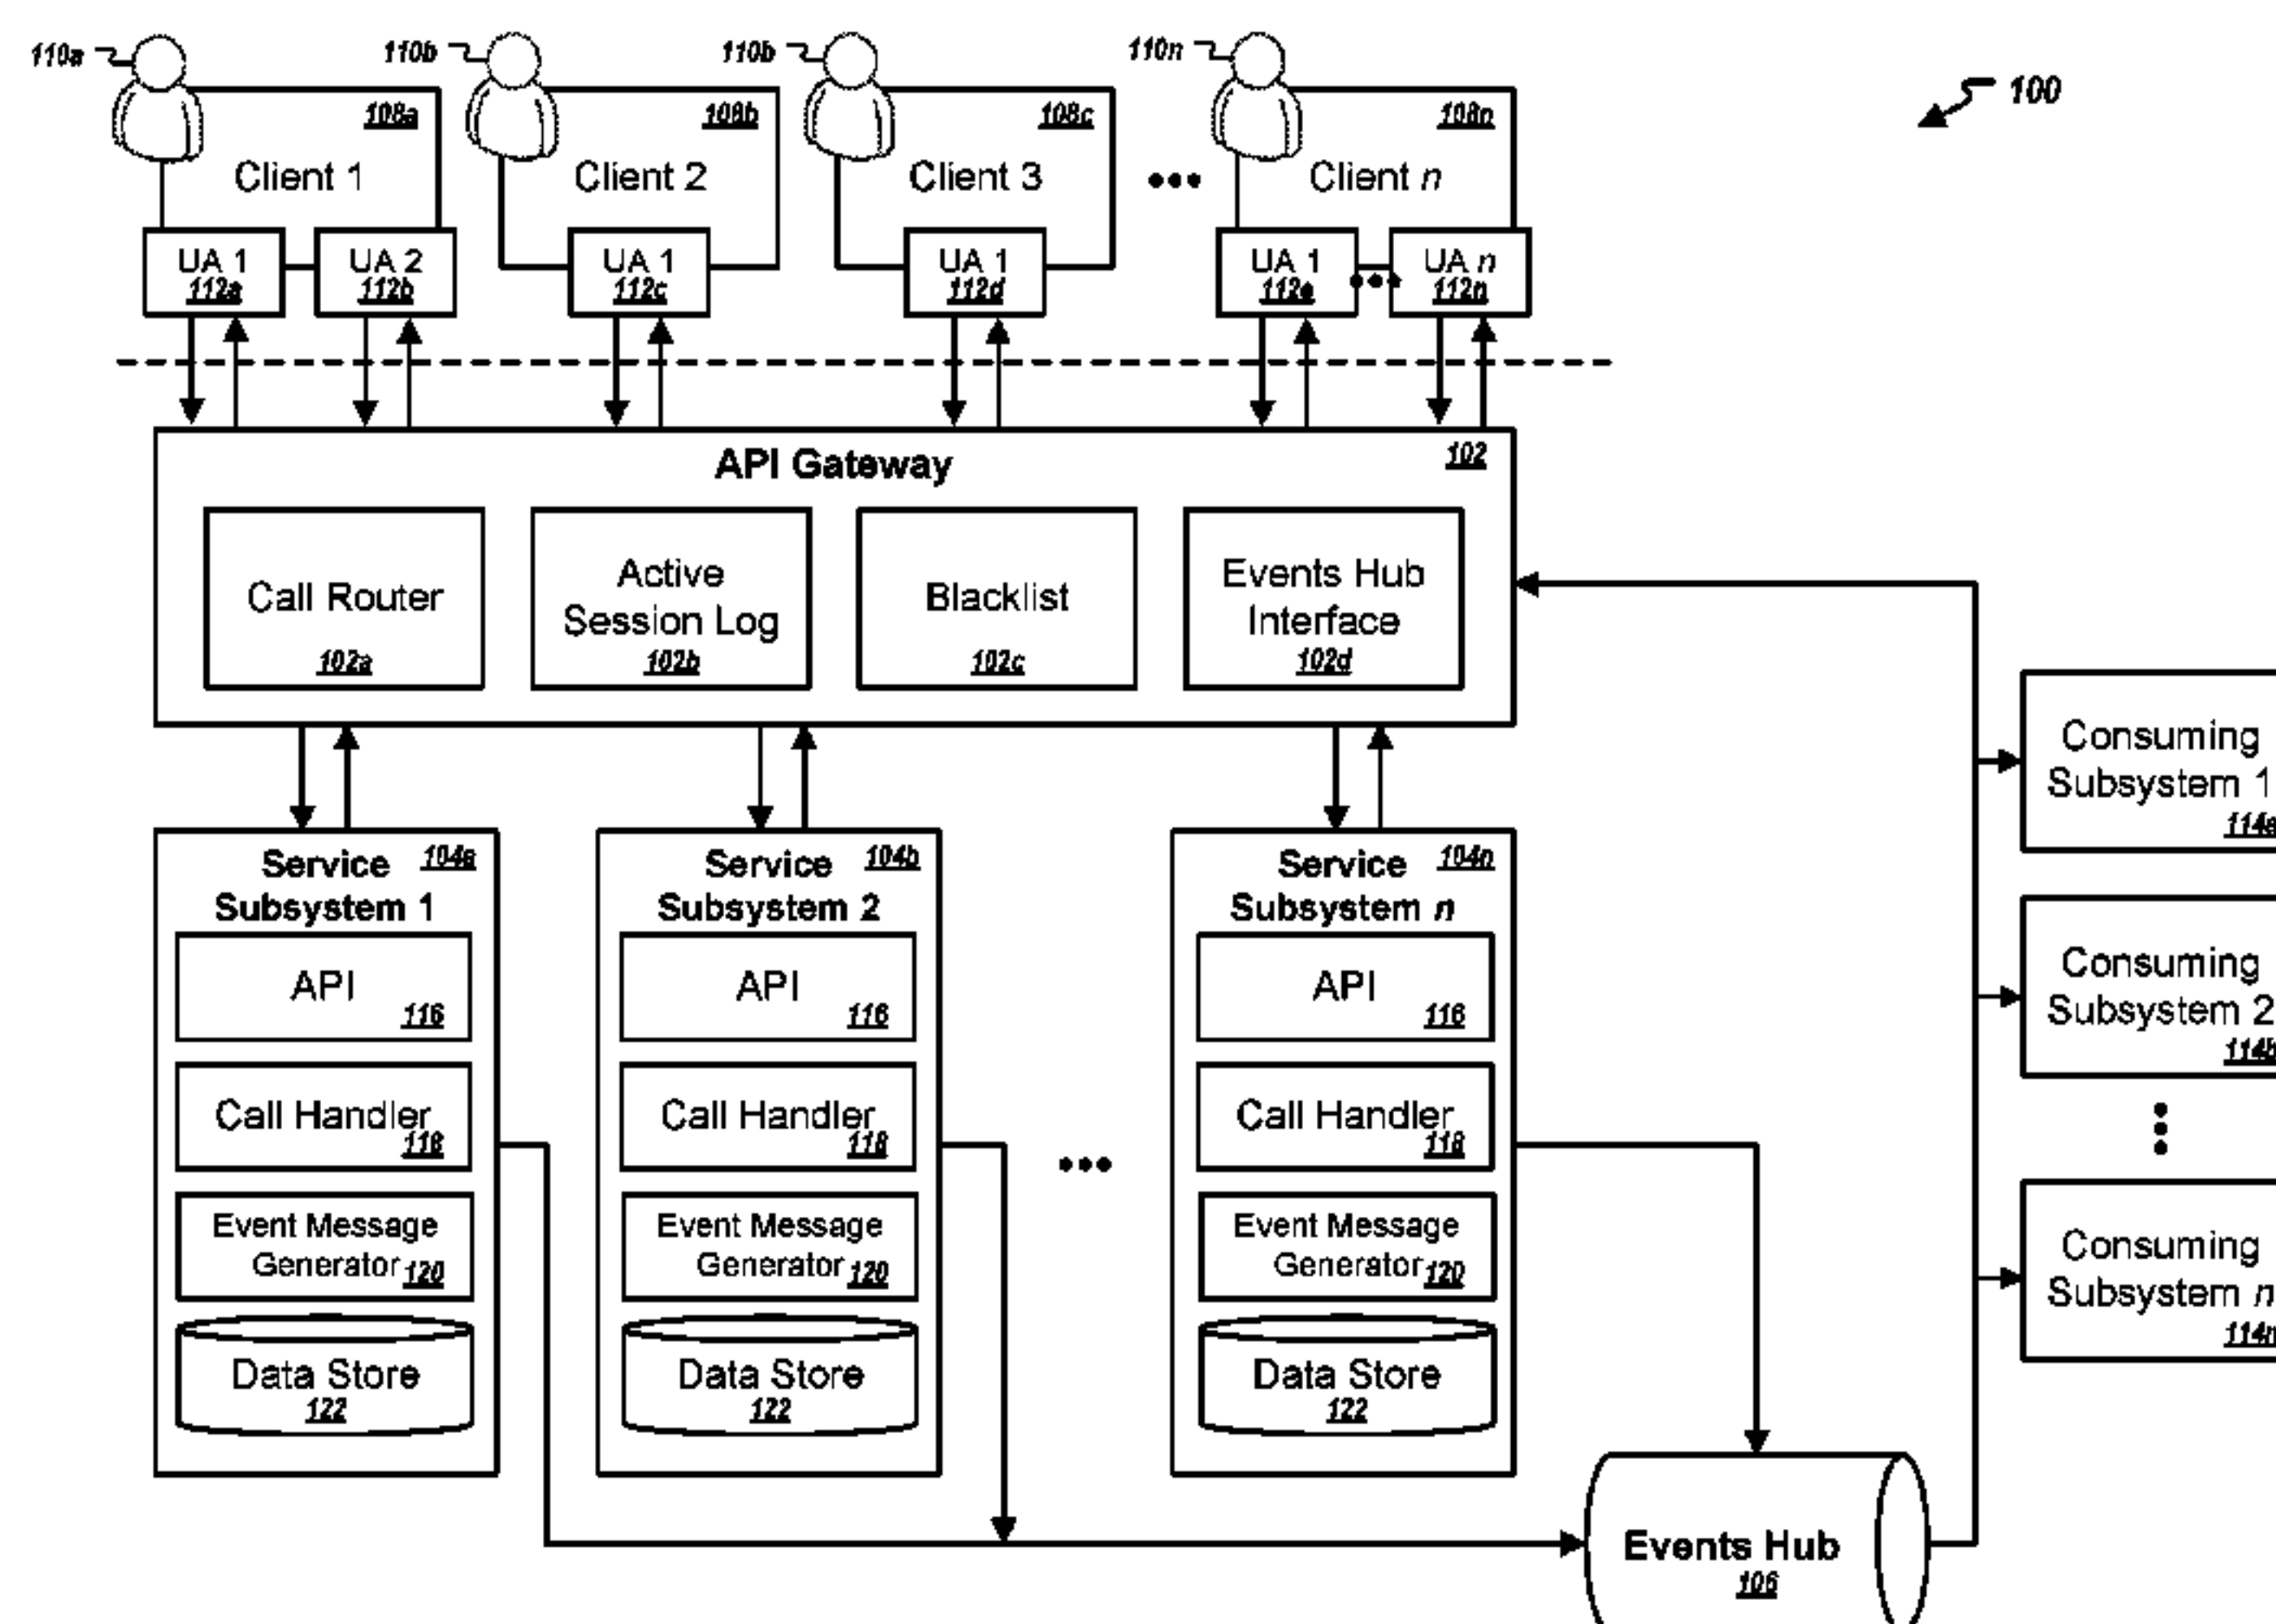 110a 110b 110b 110n
100
108a 108b 108c 108n
Client 1 Client 2 Client 3 ••• Client n
UA 1 UA 2 UA 1 UA 1 UA 1 UA n
112a 112b 112c 112d 112e ••• 112n
API Gateway 102
Call Router
102a
Active
Session Log
102b
Blacklist
102c
Events Hub
Interface
102d
Consuming
Subsystem 1
114a
Consuming
Subsystem 2
114b
Consuming
Subsystem n
114n
Service 104a
Subsystem 1
API
116
Call Handler
118
Event Message
Generator 120
Data Store
122
Service 104b
Subsystem 2
API
116
Call Handler
118
Event Message
Generator 120
Data Store
122
•••
Service 104n
Subsystem n
API
116
Call Handler
118
Event Message
Generator 120
Data Store
122
Events Hub
106